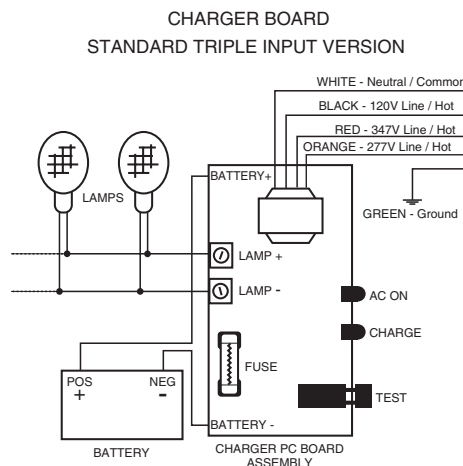 CHARGER BOARD
STANDARD TRIPLE INPUT VERSION
WHITE - Neutral / Common
BLACK - 120V Line / Hot
RED - 347V Line / Hot
ORANGE - 277V Line / Hot
BATTERY+
LAMPS
GREEN - Ground
LAMP +
LAMP -
AC ON
CHARGE
FUSE
POS
NEG
+
-
TEST
BATTERY -
BATTERY
CHARGER PC BOARD
ASSEMBLY